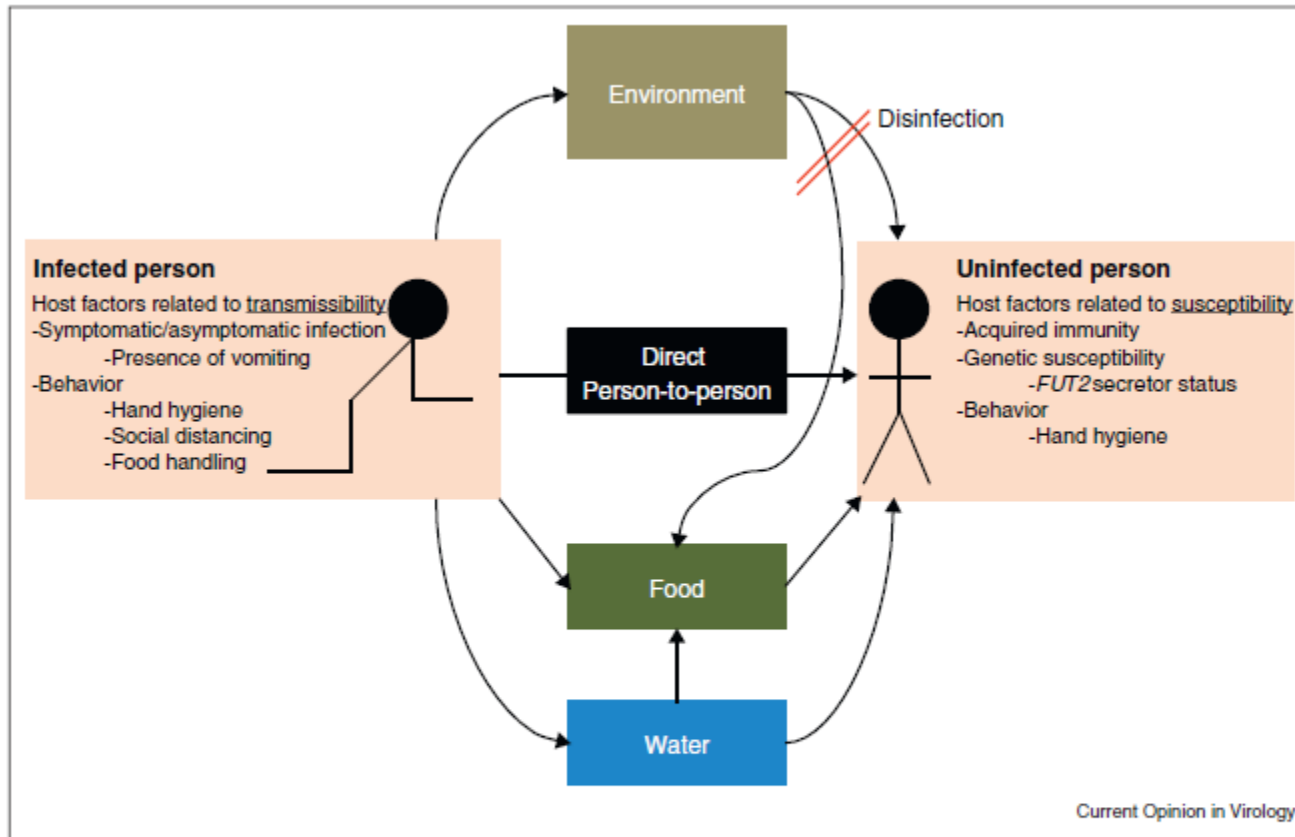 Environment
Disinfection
Infected person
Host factors related to transmissibility
-Symptomatic/asymptomatic infection
-Presence of vomiting
-Behavior
-Hand hygiene
-Social distancing
-Food handling
Direct
Person-to-person
Uninfected person
Host factors related to susceptibility
-Acquired immunity
-Genetic susceptibility
-FUT2 secretor status
-Behavior
-Hand hygiene
Food
Water
Current Opinion in Virology